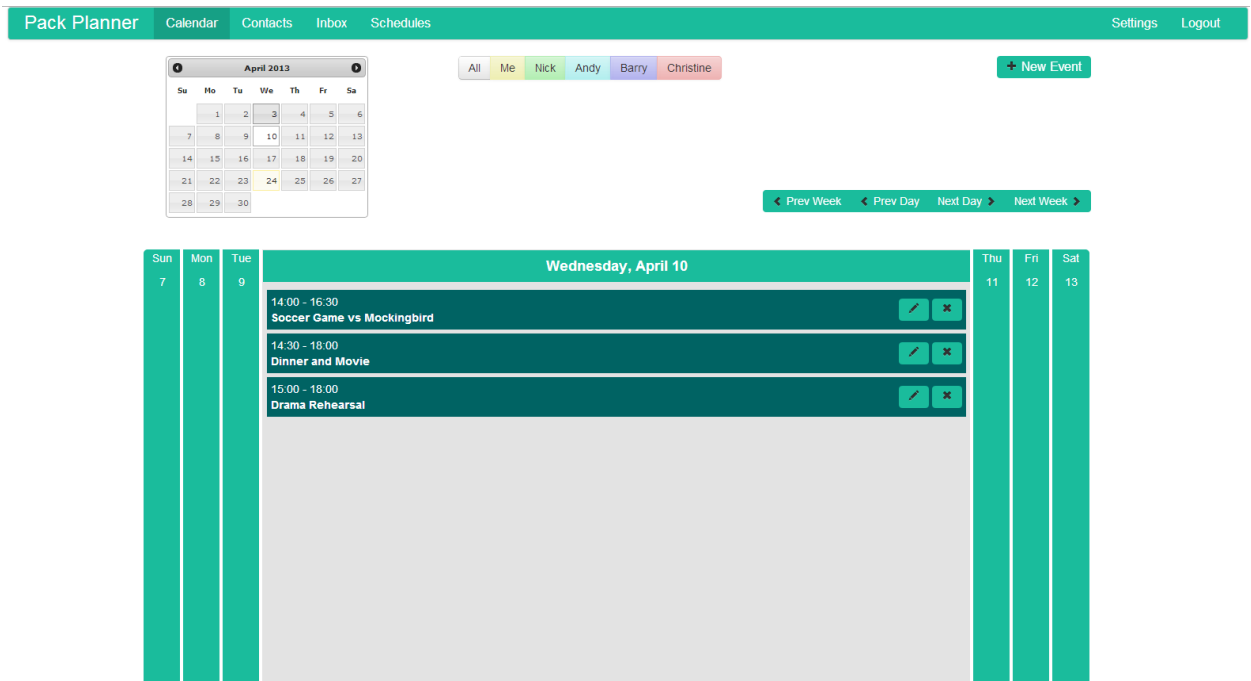 Pack Planner Calendar Contacts Inbox Schedules Settings Logout
April 2013
Su Mo Tu We Th Fr Sa
1 2 3 4 5 6
7 8 9 10 11 12 13
14 15 16 17 18 19 20
21 22 23 24 25 26 27
28 29 30
All Me Nick Andy Barry Christine
New Event
Prev Week Prev Day Next Day Next Week
Sun Mon Tue Wednesday, April 10 Thu Fri Sat
7 8 9 11 12 13
14:00 - 16:30
Soccer Game vs Mockingbird
14:30 - 18:00
Dinner and Movie
15:00 - 18:00
Drama Rehearsal